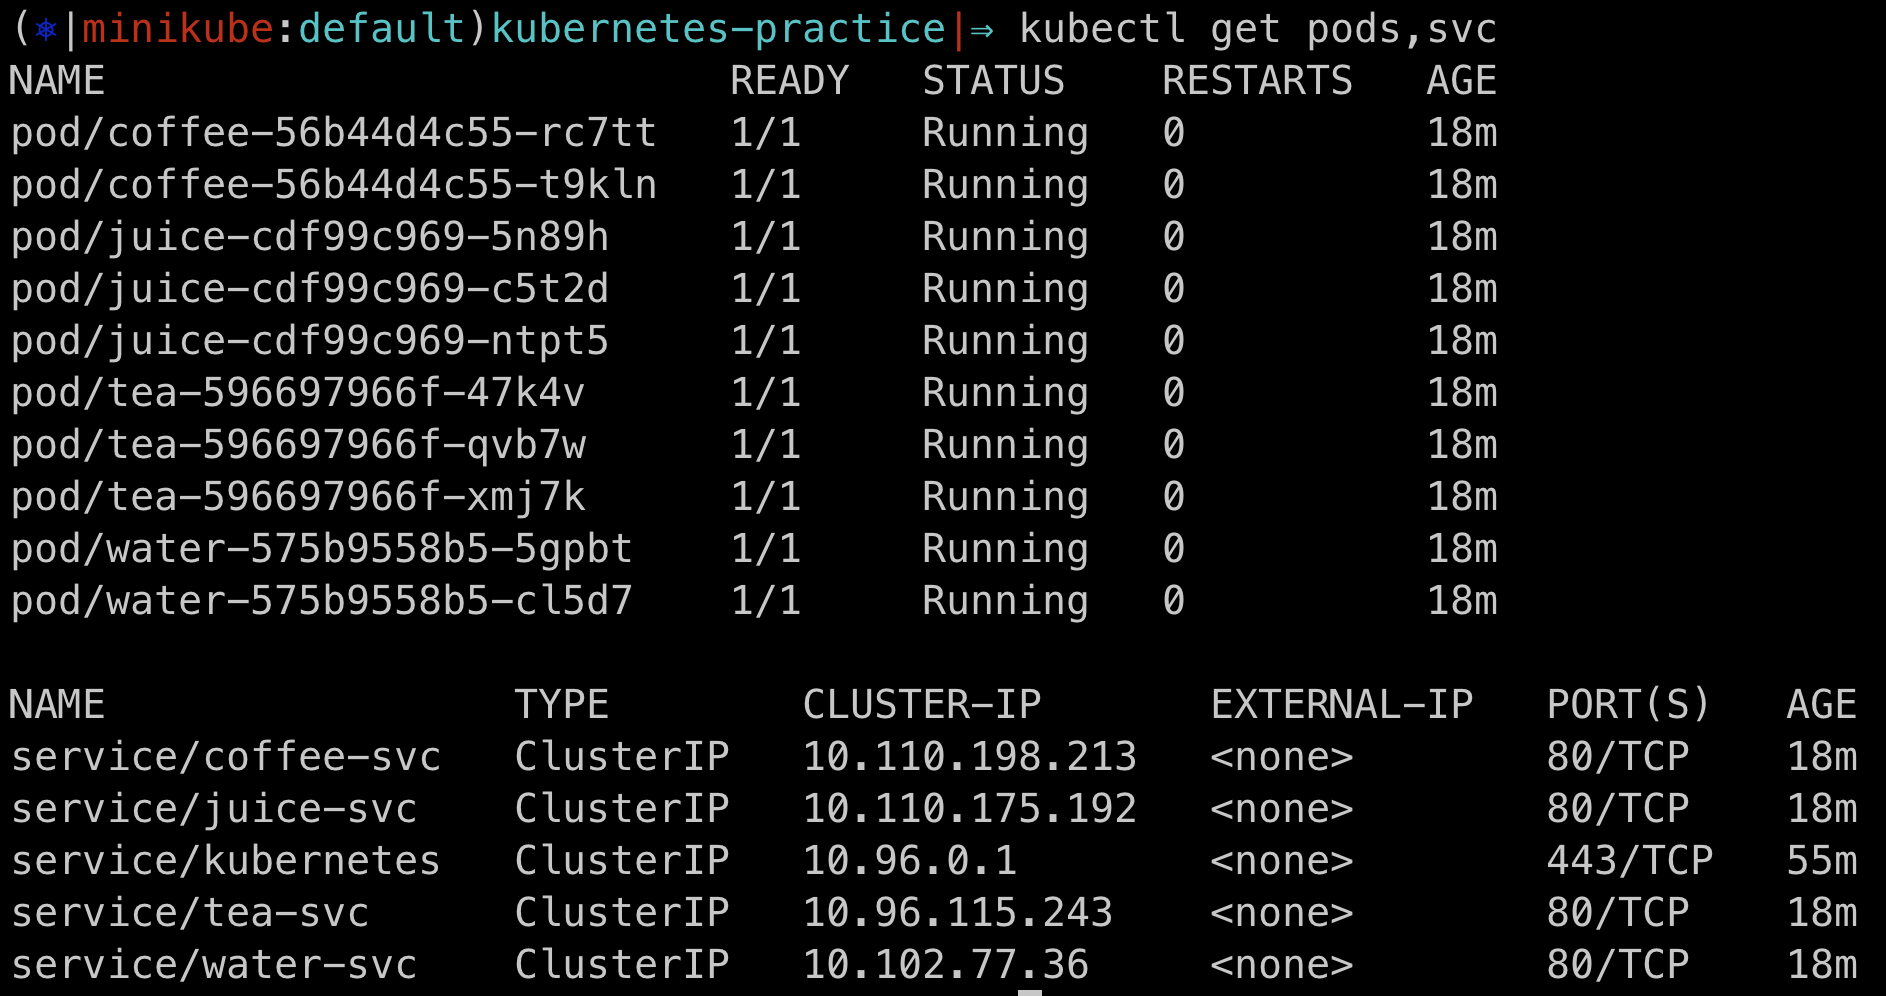 (⎈|minikube:default)kubernetes-practice|⇒ kubectl get pods,svc
NAME                          READY   STATUS    RESTARTS   AGE
pod/coffee-56b44d4c55-rc7tt   1/1     Running   0          18m
pod/coffee-56b44d4c55-t9kln   1/1     Running   0          18m
pod/juice-cdf99c969-5n89h     1/1     Running   0          18m
pod/juice-cdf99c969-c5t2d     1/1     Running   0          18m
pod/juice-cdf99c969-ntpt5     1/1     Running   0          18m
pod/tea-596697966f-47k4v      1/1     Running   0          18m
pod/tea-596697966f-qvb7w      1/1     Running   0          18m
pod/tea-596697966f-xmj7k      1/1     Running   0          18m
pod/water-575b9558b5-5gpbt    1/1     Running   0          18m
pod/water-575b9558b5-cl5d7    1/1     Running   0          18m

NAME                 TYPE        CLUSTER-IP       EXTERNAL-IP   PORT(S)   AGE
service/coffee-svc   ClusterIP   10.110.198.213   <none>        80/TCP    18m
service/juice-svc    ClusterIP   10.110.175.192   <none>        80/TCP    18m
service/kubernetes   ClusterIP   10.96.0.1        <none>        443/TCP   55m
service/tea-svc      ClusterIP   10.96.115.243    <none>        80/TCP    18m
service/water-svc    ClusterIP   10.102.77.36     <none>        80/TCP    18m